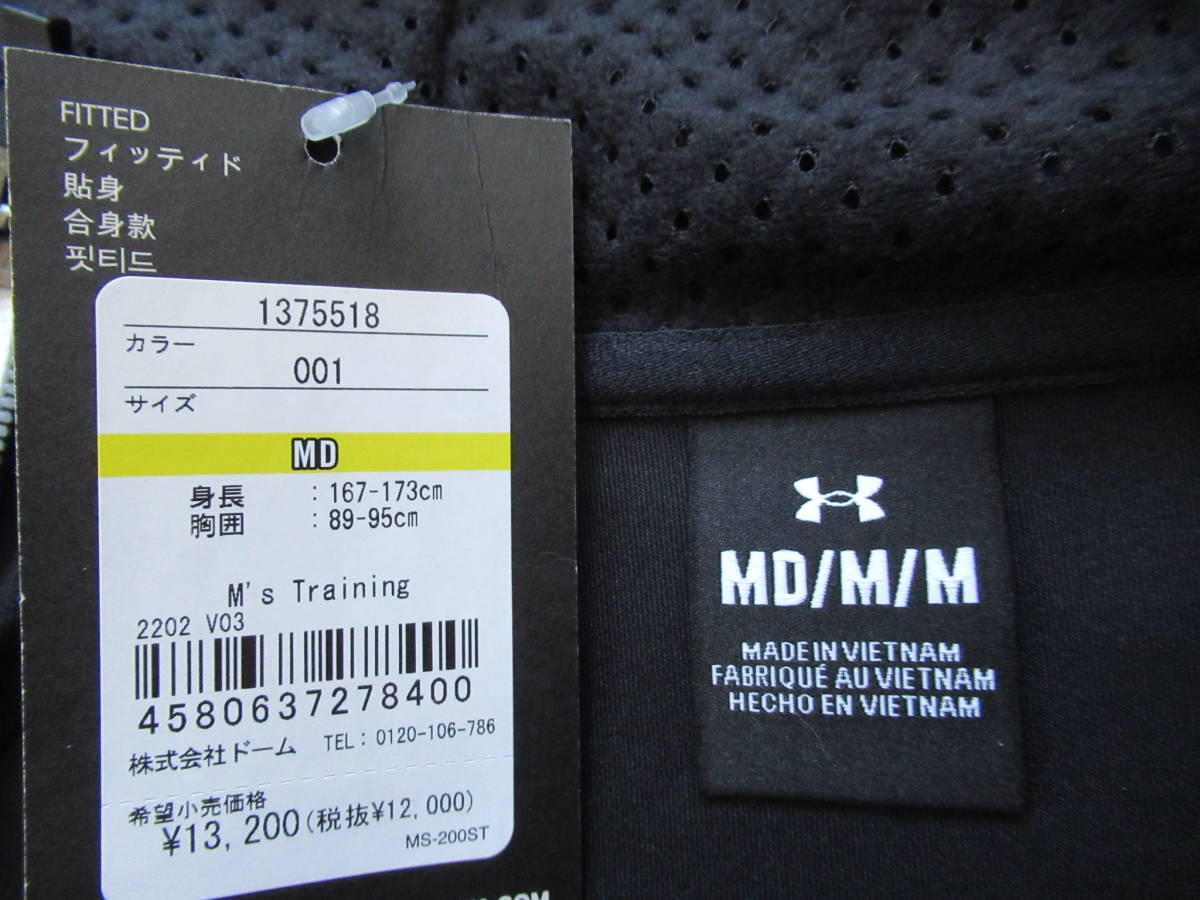 FITTED
フィッティド
貼身
合身款
핏티드
1375518
カラー
001
サイズ
MD
身長 : 167-173cm
胸囲 : 89-95cm
M's Training
2202 V03
4580637278400
株式会社ドーム TEL: 0120-106-786
希望小売価格
¥13,200(税抜¥12,000)
MS-200ST
MD/M/M
MADE IN VIETNAM
FABRIQUÉ AU VIETNAM
HECHO EN VIETNAM